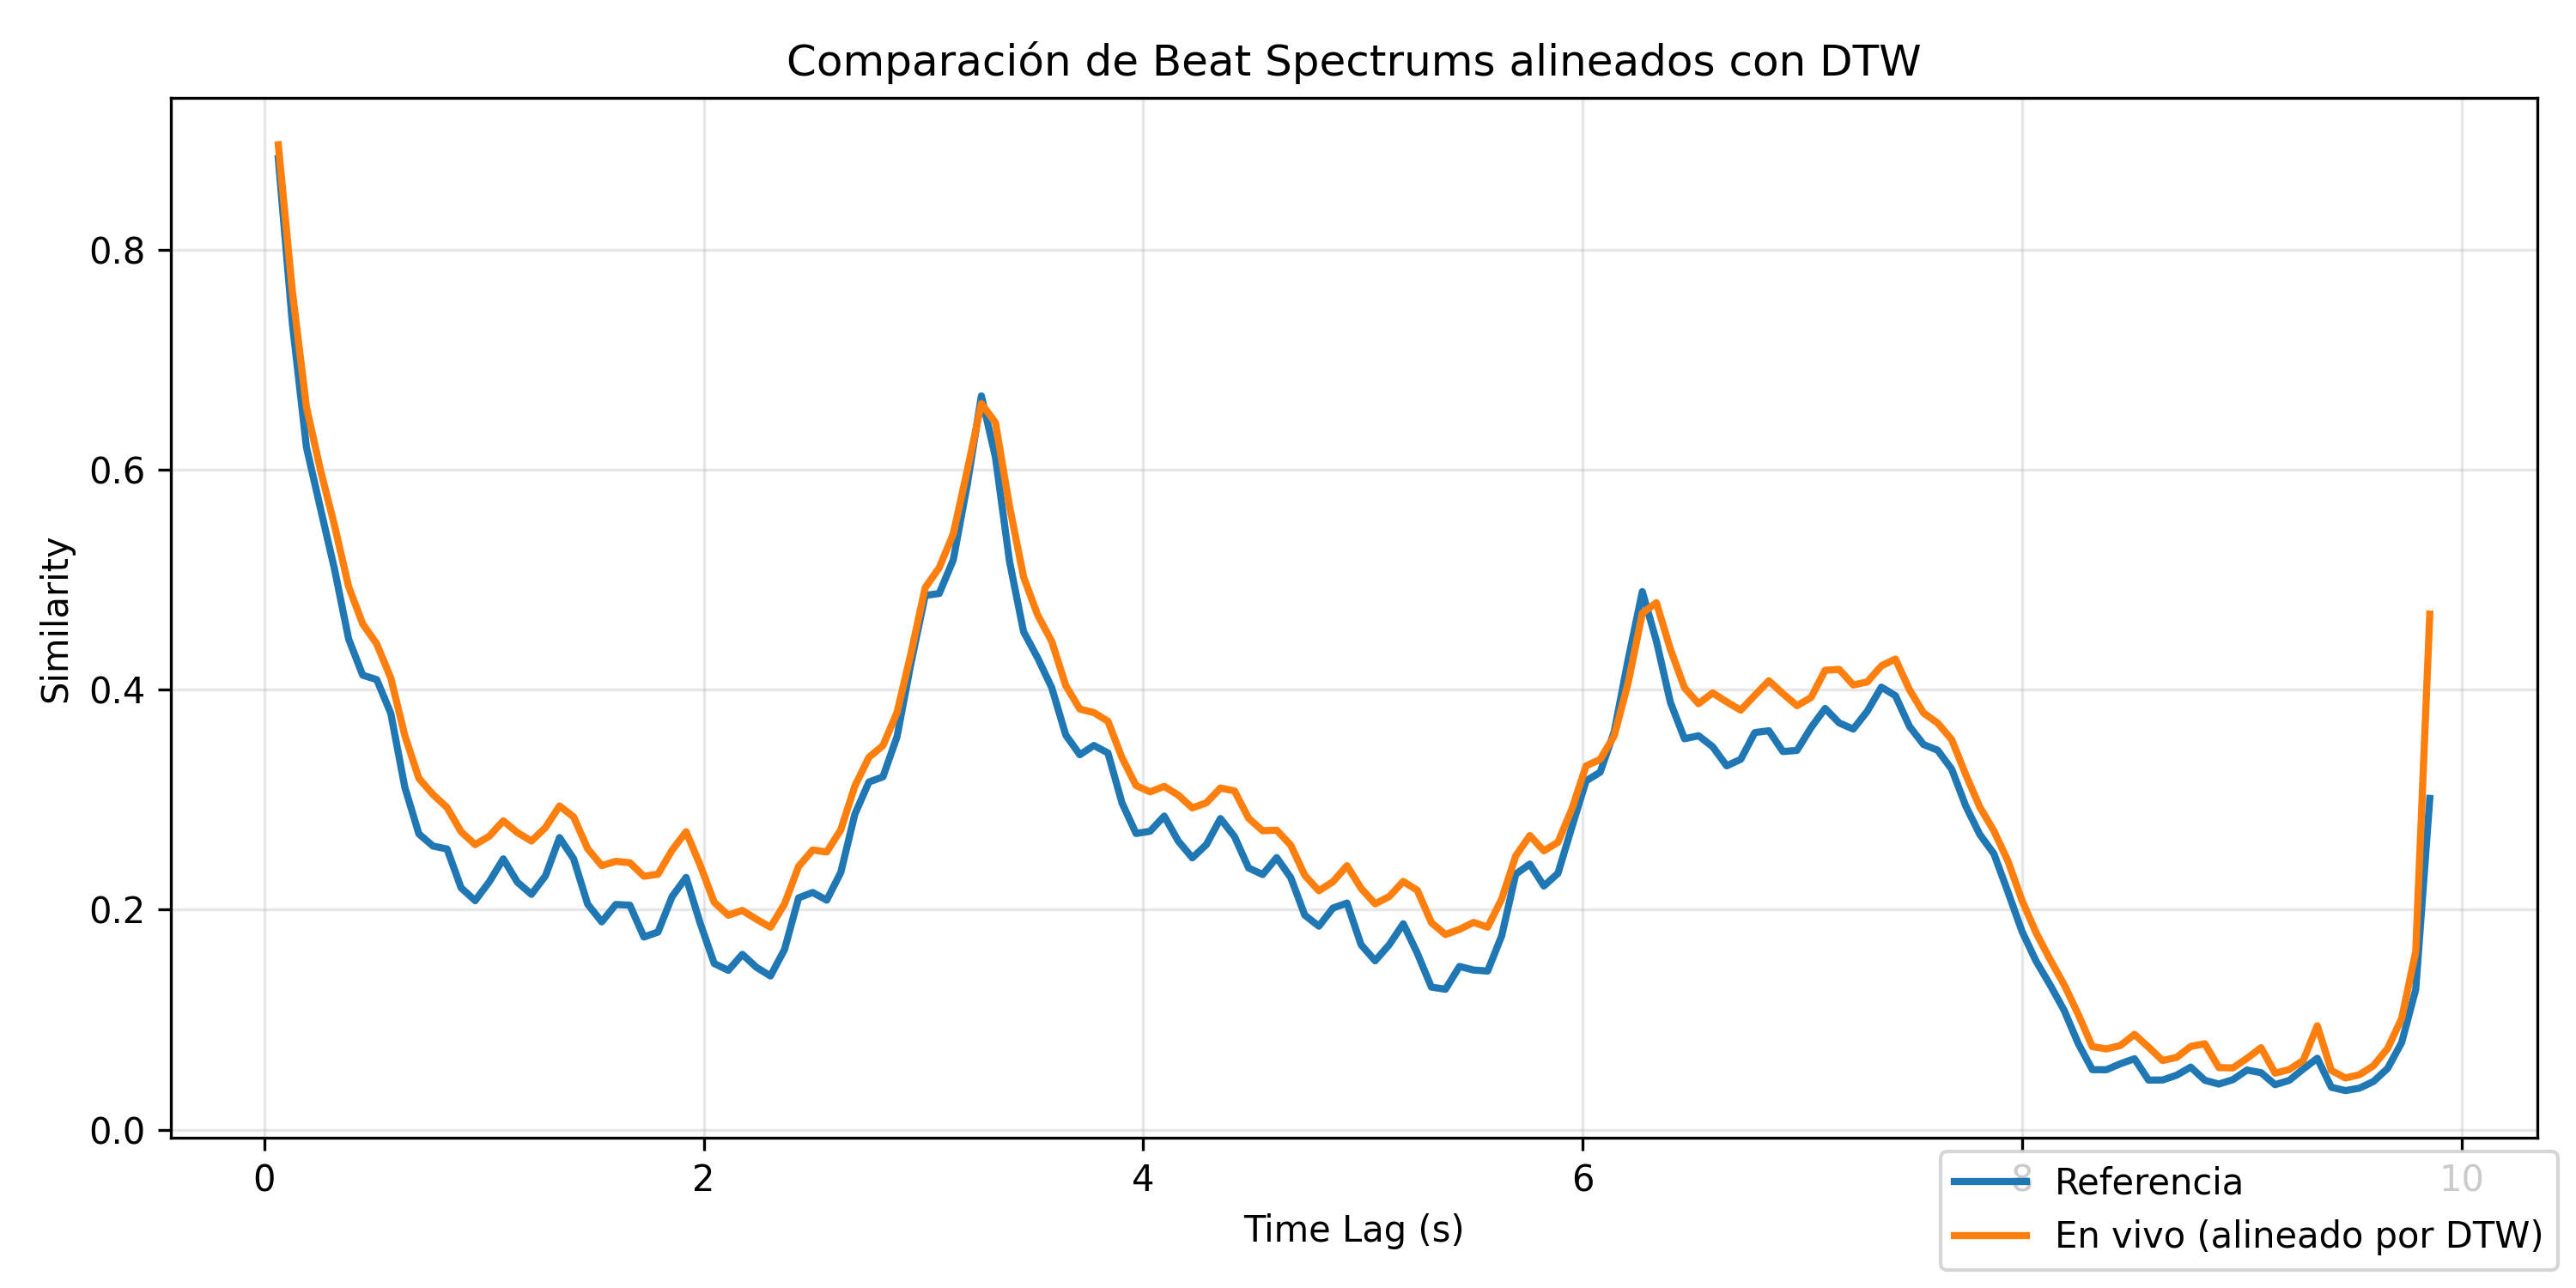 Comparación de Beat Spectrums alineados con DTW
Similarity
0.8
0.6
0.4
0.2
0.0
0 2 4 6 8 10
Time Lag (s)
Referencia
En vivo (alineado por DTW)